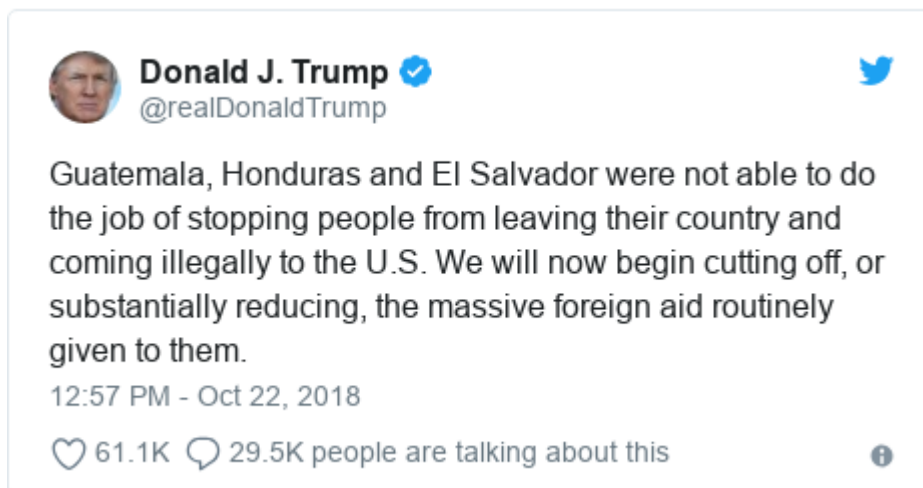 Donald J. Trump
@realDonaldTrump
Guatemala, Honduras and El Salvador were not able to do
the job of stopping people from leaving their country and
coming illegally to the U.S. We will now begin cutting off, or
substantially reducing, the massive foreign aid routinely
given to them.
12:57 PM - Oct 22, 2018
61.1K 29.5K people are talking about this